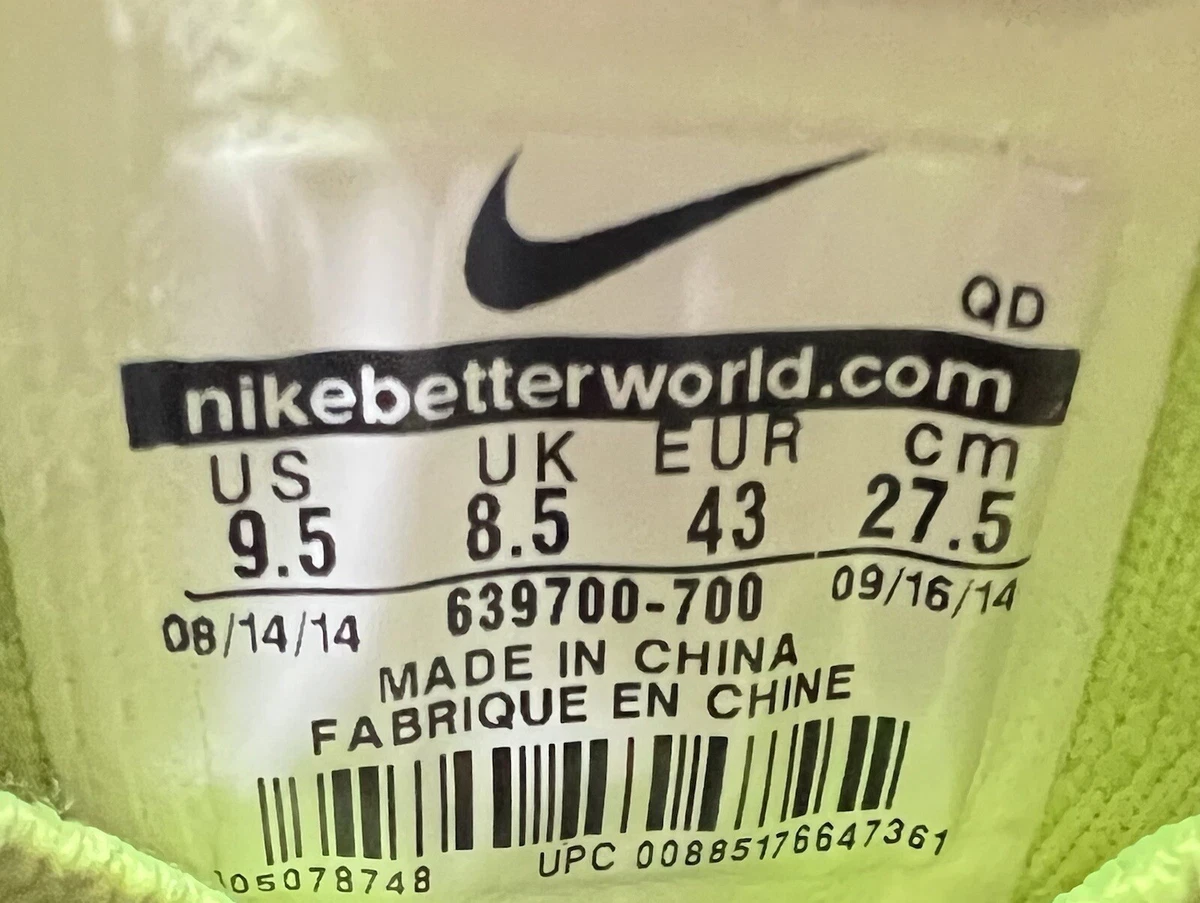 QD
nikebetterworld.com
US UK EUR cm
9.5 8.5 43 27.5
08/14/14 639700-700 09/16/14
MADE IN CHINA
FABRIQUE EN CHINE
05078748 UPC 00885176647361